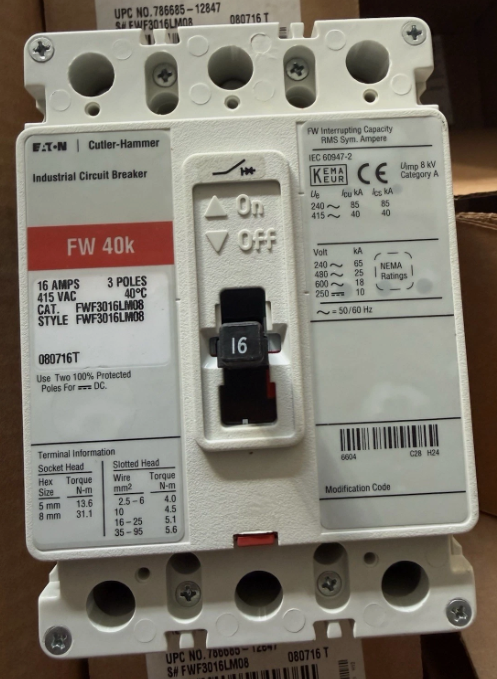 UPC NO. 786685-12847
S# FWF3016LM08 080716 T
EATON Cutler-Hammer
Industrial Circuit Breaker
FW 40k
16 AMPS 3 POLES
415 VAC 40°C
CAT. FWF3016LM08
STYLE FWF3016LM08
080716T
Use Two 100% Protected
Poles For ⎓ DC.
Terminal Information
Socket Head Slotted Head
Hex Size Torque N-m Wire mm² Torque N-m
5 mm 13.6 2.5-6 4.0
8 mm 31.1 10 4.5
16-25 5.1
35-95 5.6
On
Off
16
FW Interrupting Capacity
RMS Sym. Ampere
IEC 60947-2
KEMA KEUR CE Uimp 8 kV
Category A
Ue Icu kA Ics kA
240 ~ 85 85
415 ~ 40 40
Volt kA
240 ~ 65
480 ~ 25
600 ~ 18
250 ⎓ 10
NEMA
Ratings
~ = 50/60 Hz
6604 C28 H24
Modification Code
UPC NO. 786685-12847
S# FWF3016LM08 080716 T